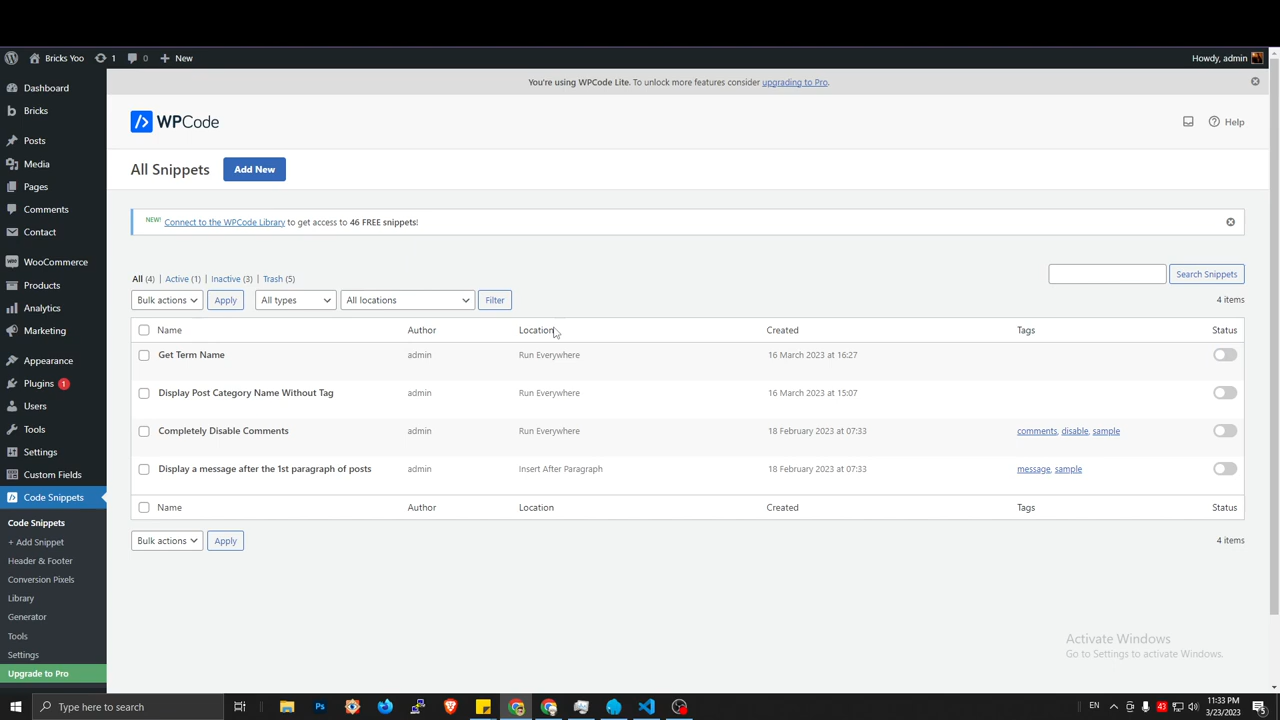 Bricks Yoo 1 0 New Howdy, admin
You're using WPCode Lite. To unlock more features consider upgrading to Pro.
Dashboard
Bricks
Posts
Media
Pages
Comments
Contact
WooCommerce
Products
Analytics
Marketing
Appearance
Plugins 1
Users
Tools
Settings
Custom Fields
Code Snippets
Code Snippets
+ Add Snippet
Header & Footer
Conversion Pixels
Library
Generator
Tools
Settings
Upgrade to Pro
WPCode
Help
All Snippets Add New
NEW! Connect to the WPCode Library to get access to 46 FREE snippets!
All (4) | Active (1) | Inactive (3) | Trash (5)
Search Snippets
Bulk actions Apply All types All locations Filter
4 items
Name Author Location Created Tags Status
Get Term Name admin Run Everywhere 16 March 2023 at 16:27
Display Post Category Name Without Tag admin Run Everywhere 16 March 2023 at 15:07
Completely Disable Comments admin Run Everywhere 18 February 2023 at 07:33 comments, disable, sample
Display a message after the 1st paragraph of posts admin Insert After Paragraph 18 February 2023 at 07:33 message, sample
Name Author Location Created Tags Status
Bulk actions Apply 4 items
Activate Windows
Go to Settings to activate Windows.
Type here to search
EN 43 11:33 PM
3/23/2023
5